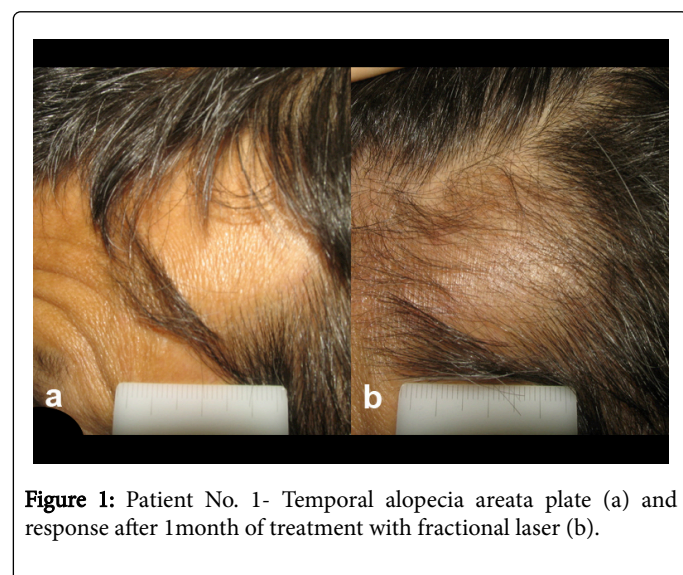 a
b
Figure 1: Patient No. 1- Temporal alopecia areata plate (a) and
response after 1month of treatment with fractional laser (b).